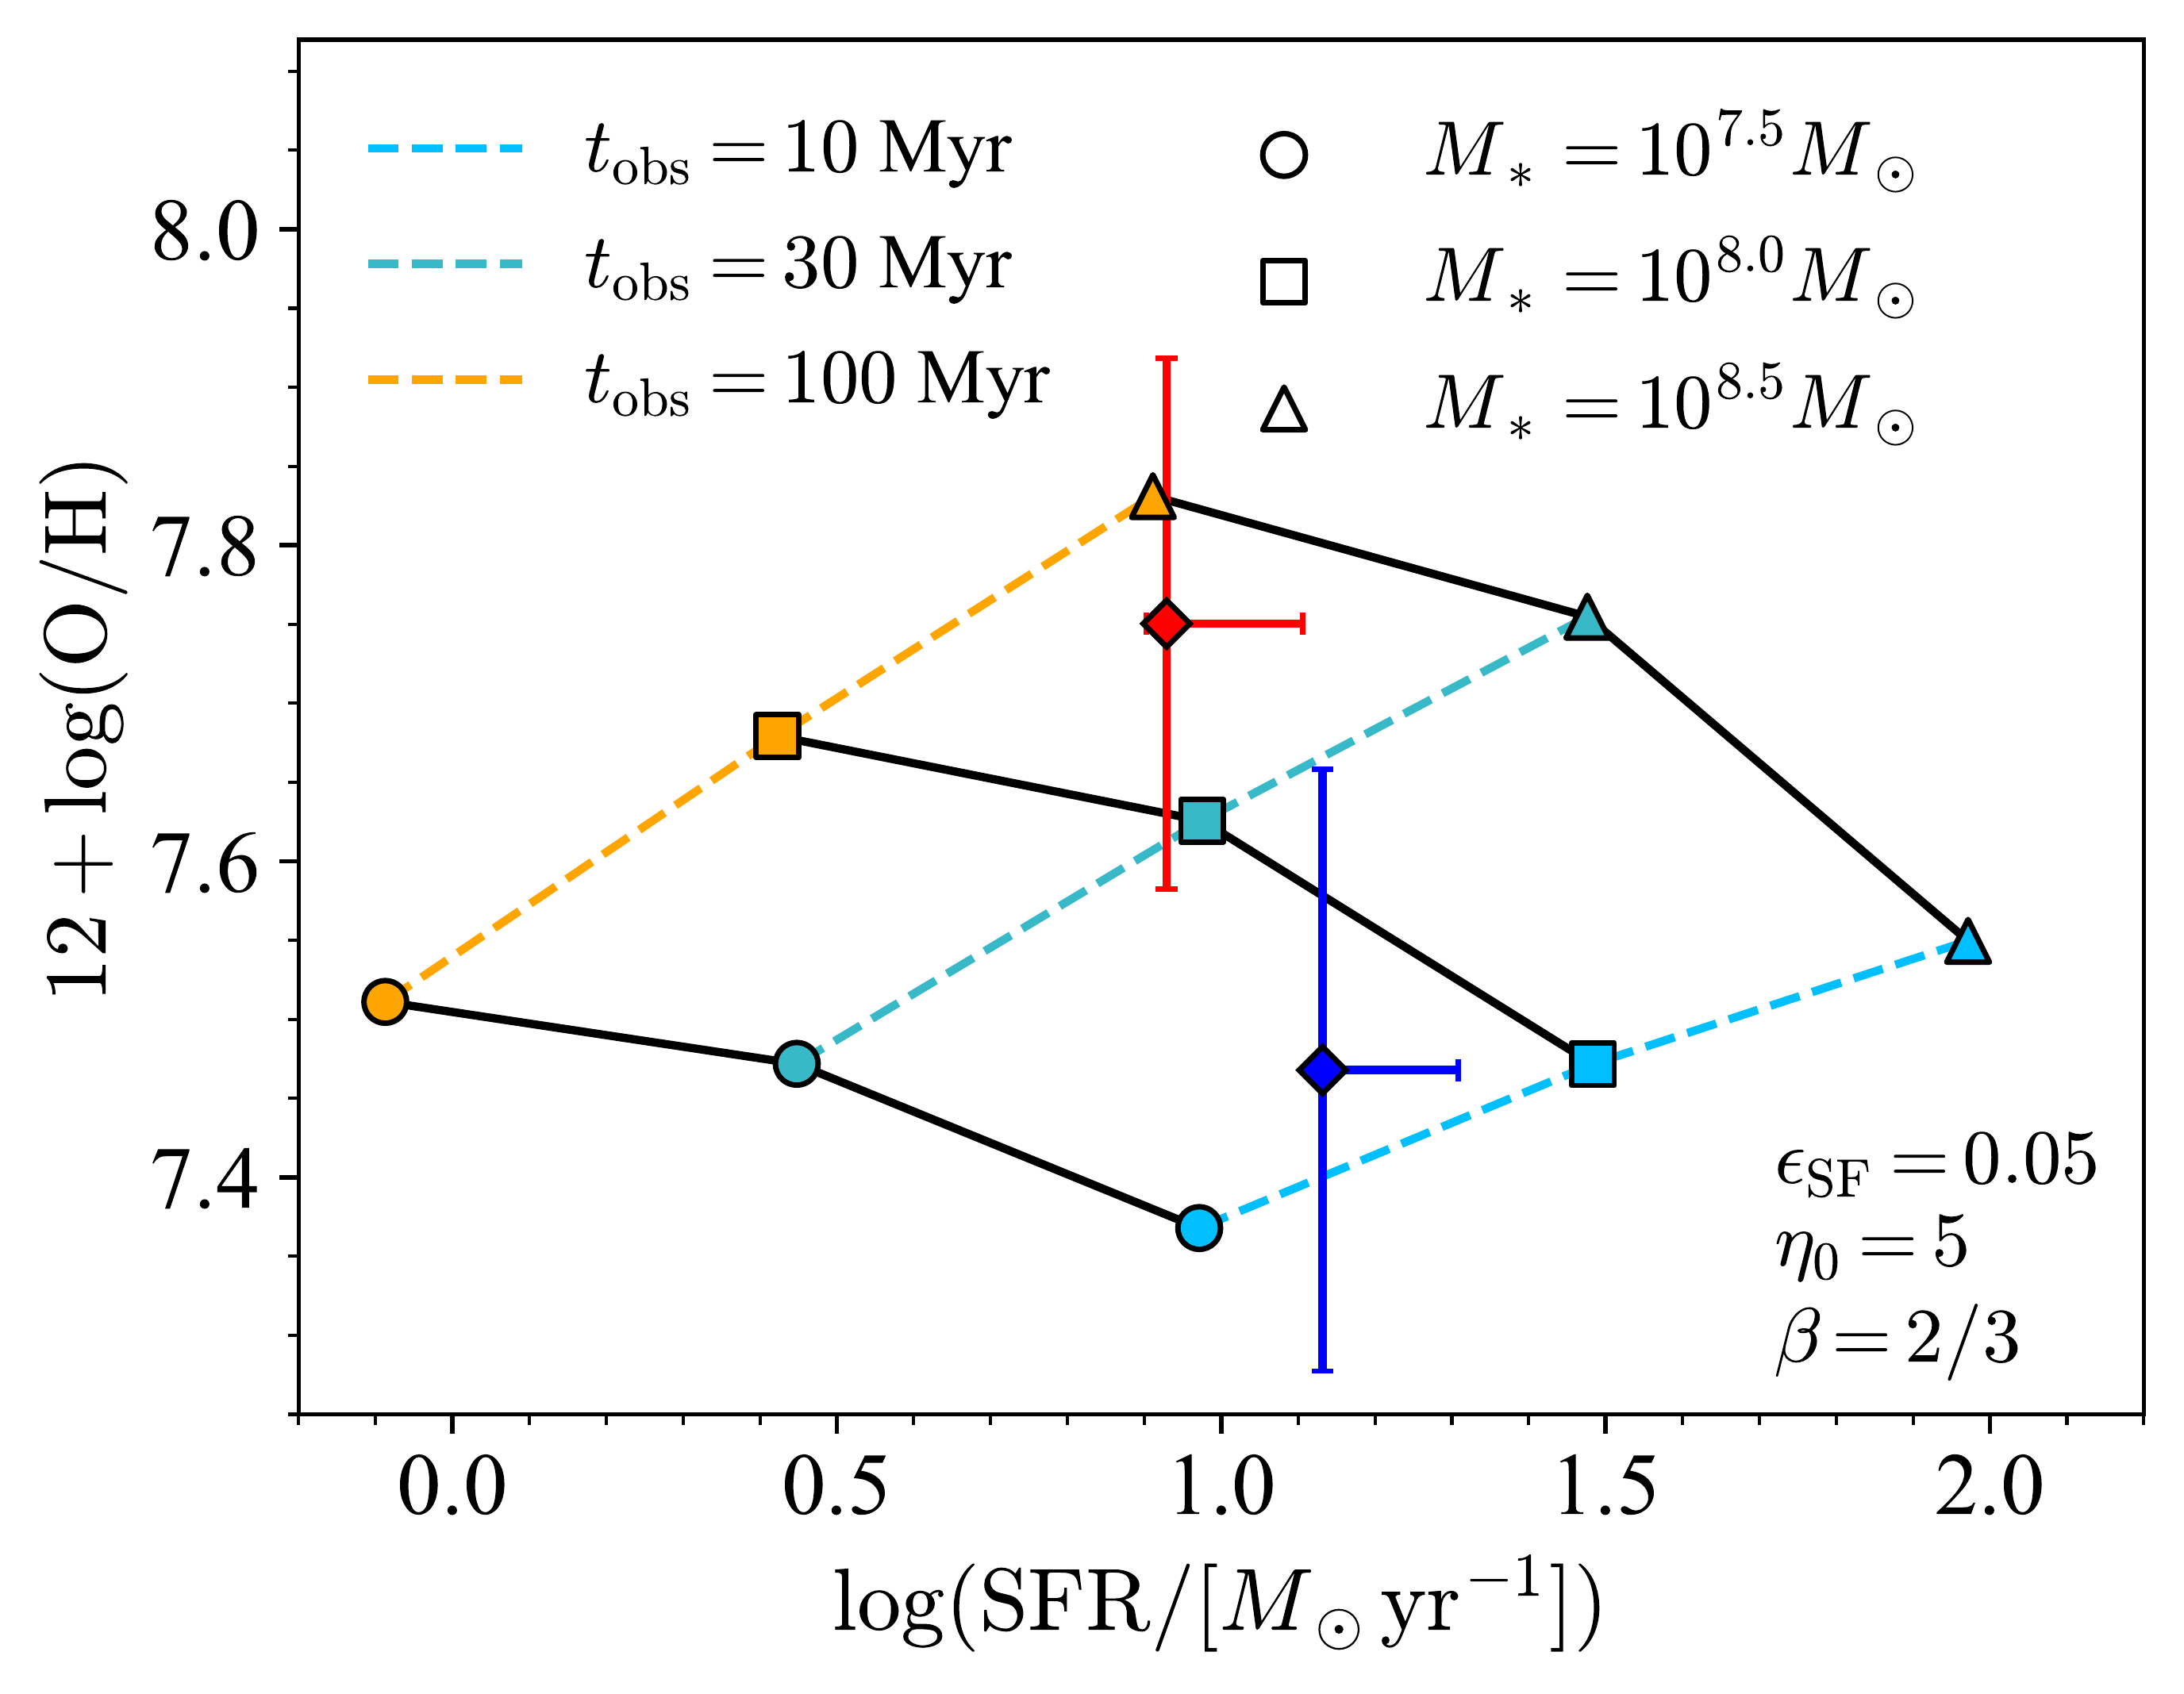 t_obs = 10 Myr
t_obs = 30 Myr
t_obs = 100 Myr
M_* = 10^7.5 M_⊙
M_* = 10^8.0 M_⊙
M_* = 10^8.5 M_⊙
12 + log(O/H)
8.0
7.8
7.6
7.4
ϵ_SF = 0.05
η_0 = 5
β = 2/3
0.0 0.5 1.0 1.5 2.0
log(SFR/[M_⊙ yr^−1])